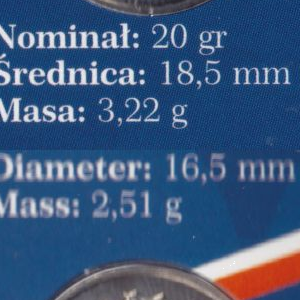 Nominał: 20 gr
Średnica: 18,5 mm
Masa: 3,22 g
Diameter: 16,5 mm
Mass: 2,51 g